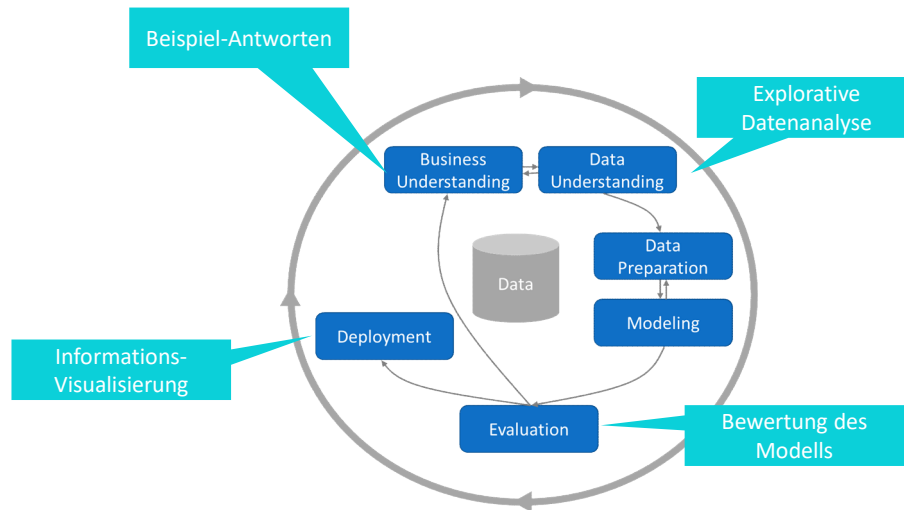 Beispiel-Antworten
Explorative
Datenanalyse
Business
Understanding
Data
Understanding
Data
Preparation
Data
Modeling
Deployment
Informations-
Visualisierung
Evaluation
Bewertung des
Modells